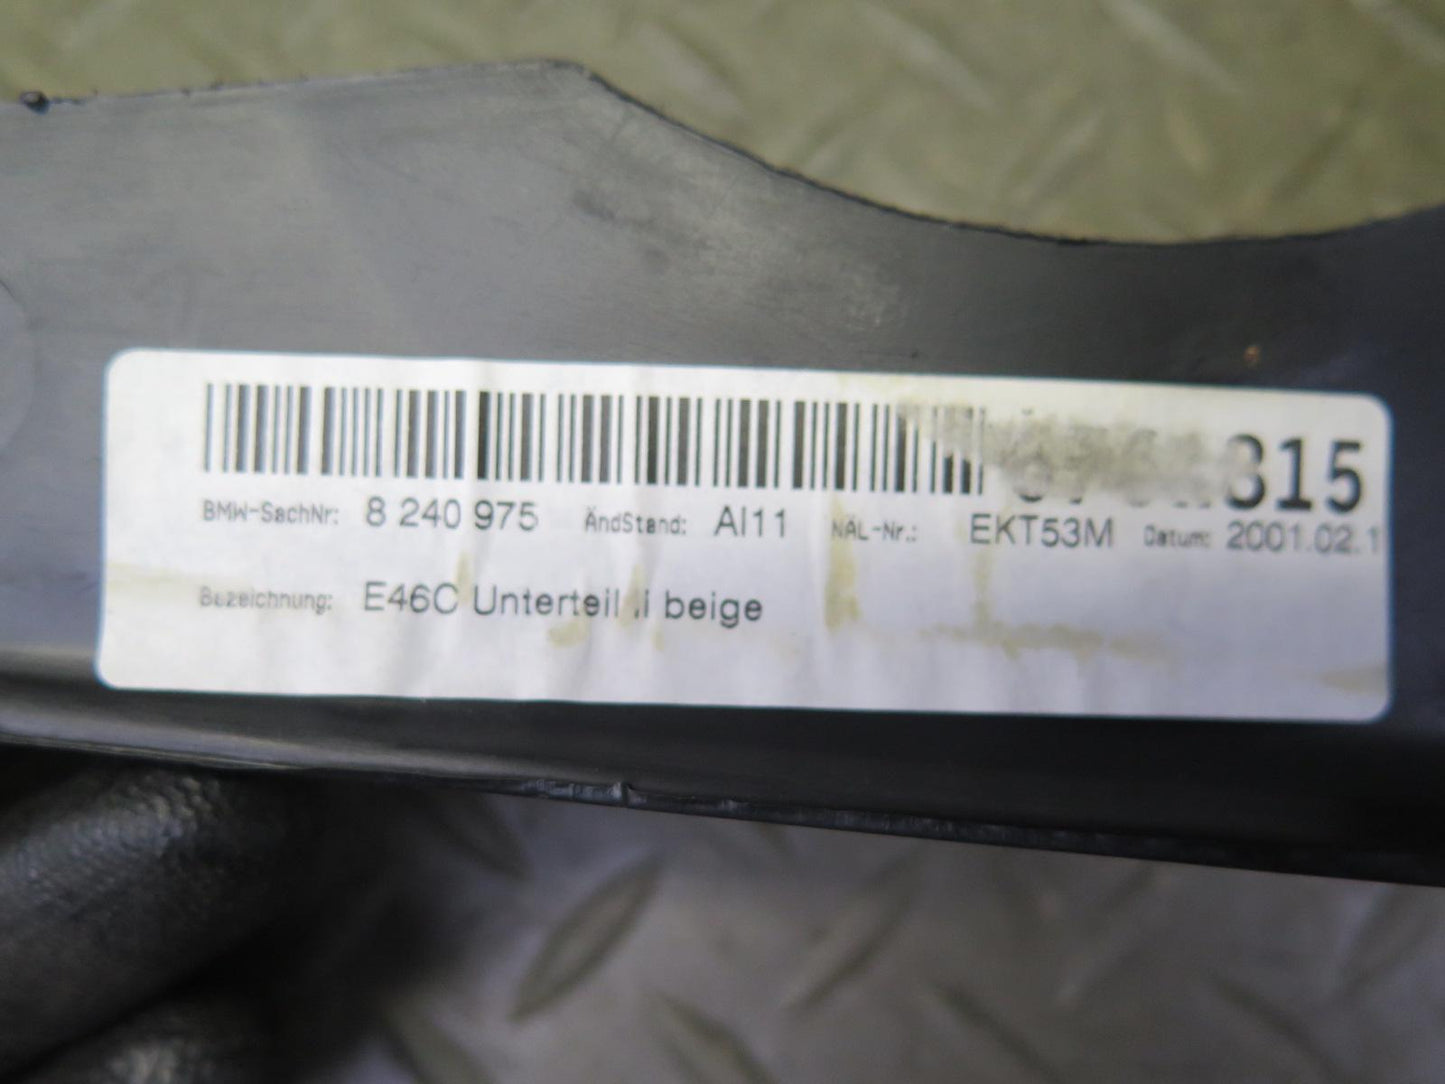 815
BMW-SachNr: 8 240 975 ÄndStand: AI11 NAL-Nr.: EKT53M Datum: 2001.02.1
Bezeichnung: E46C Unterteil .i beige